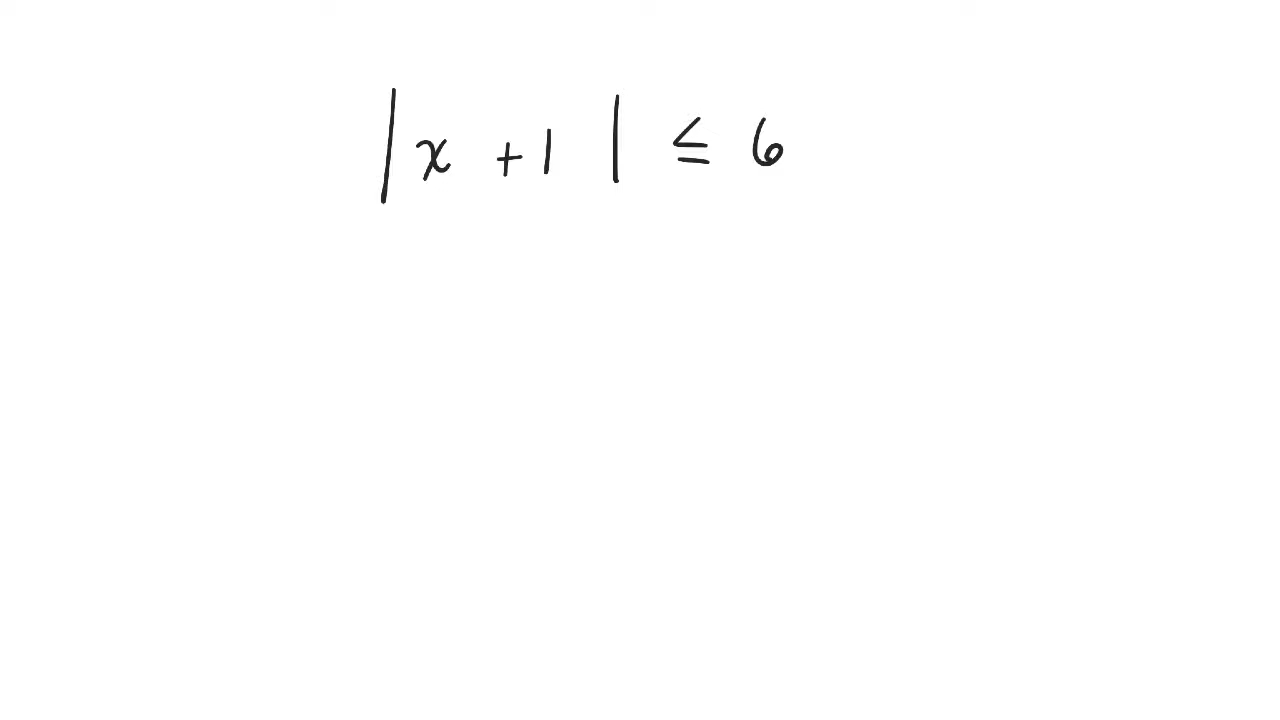 |x + 1| ≤ 6